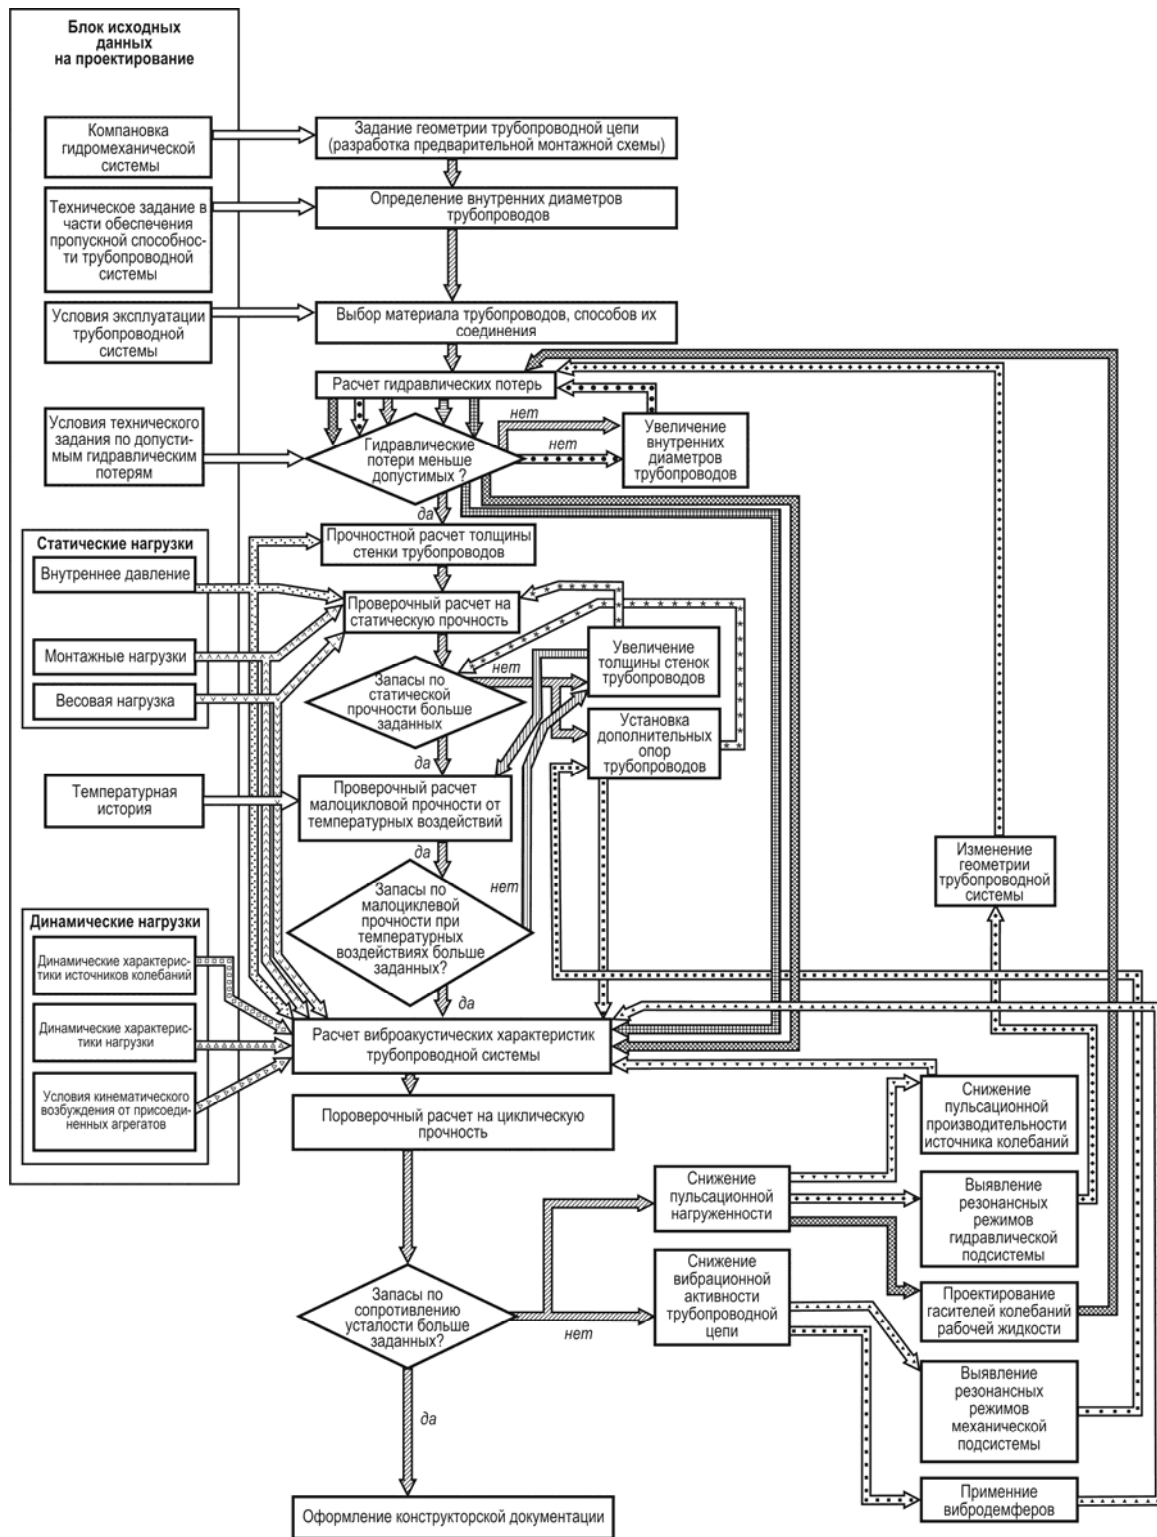 Блок исходных
данных
на проектирование
Компановка
гидромеханической
системы
Задание геометрии трубопроводной цепи
(разработка предварительной монтажной схемы)
Техническое задание в
части обеспечения
пропускной способнос-
ти трубопроводной
системы
Определение внутренних диаметров
трубопроводов
Условия эксплуатации
трубопроводной
системы
Выбор материала трубопроводов, способов их
соединения
Расчет гидравлических потерь
Условия технического
задания по допусти-
мым гидравлическим
потерям
Гидравлические
потери меньше
допустимых ?
нет
нет
Увеличение
внутренних
диаметров
трубопроводов
да
Прочностной расчет толщины
стенки трубопроводов
Статические нагрузки
Внутреннее давление
Монтажные нагрузки
Весовая нагрузка
Проверочный расчет на
статическую прочность
Запасы по
статической
прочности больше
заданных
нет
Увеличение
толщины стенок
трубопроводов
Установка
дополнительных
опор
трубопроводов
да
Температурная
история
Проверочный расчет
малоцикловой прочности от
температурных воздействий
да
Запасы по
малоциклевой
прочности при
температурных
воздействиях больше
заданных?
нет
да
Изменение
геометрии
трубопроводной
системы
Динамические нагрузки
Динамические характерис-
тики источников колебаний
Динамические характерис-
тики нагрузки
Условия кинематического
возбуждения от присоеди-
ненных агрегатов
Расчет виброакустических характеристик
трубопроводной системы
Пороверочный расчет на циклическую
прочность
Снижение
пульсационной
производительности
источника колебаний
Снижение
пульсационной
нагруженности
Выявление
резонансных
режимов
гидравлической
подсистемы
Снижение
вибрационной
активности
трубопроводной
цепи
Проектирование
гасителей колебаний
рабочей жидкости
Запасы по
сопротивлению
усталости больше
заданных?
нет
Выявление
резонансных
режимов
механической
подсистемы
да
Применние
вибродемферов
Оформление конструкторской документации